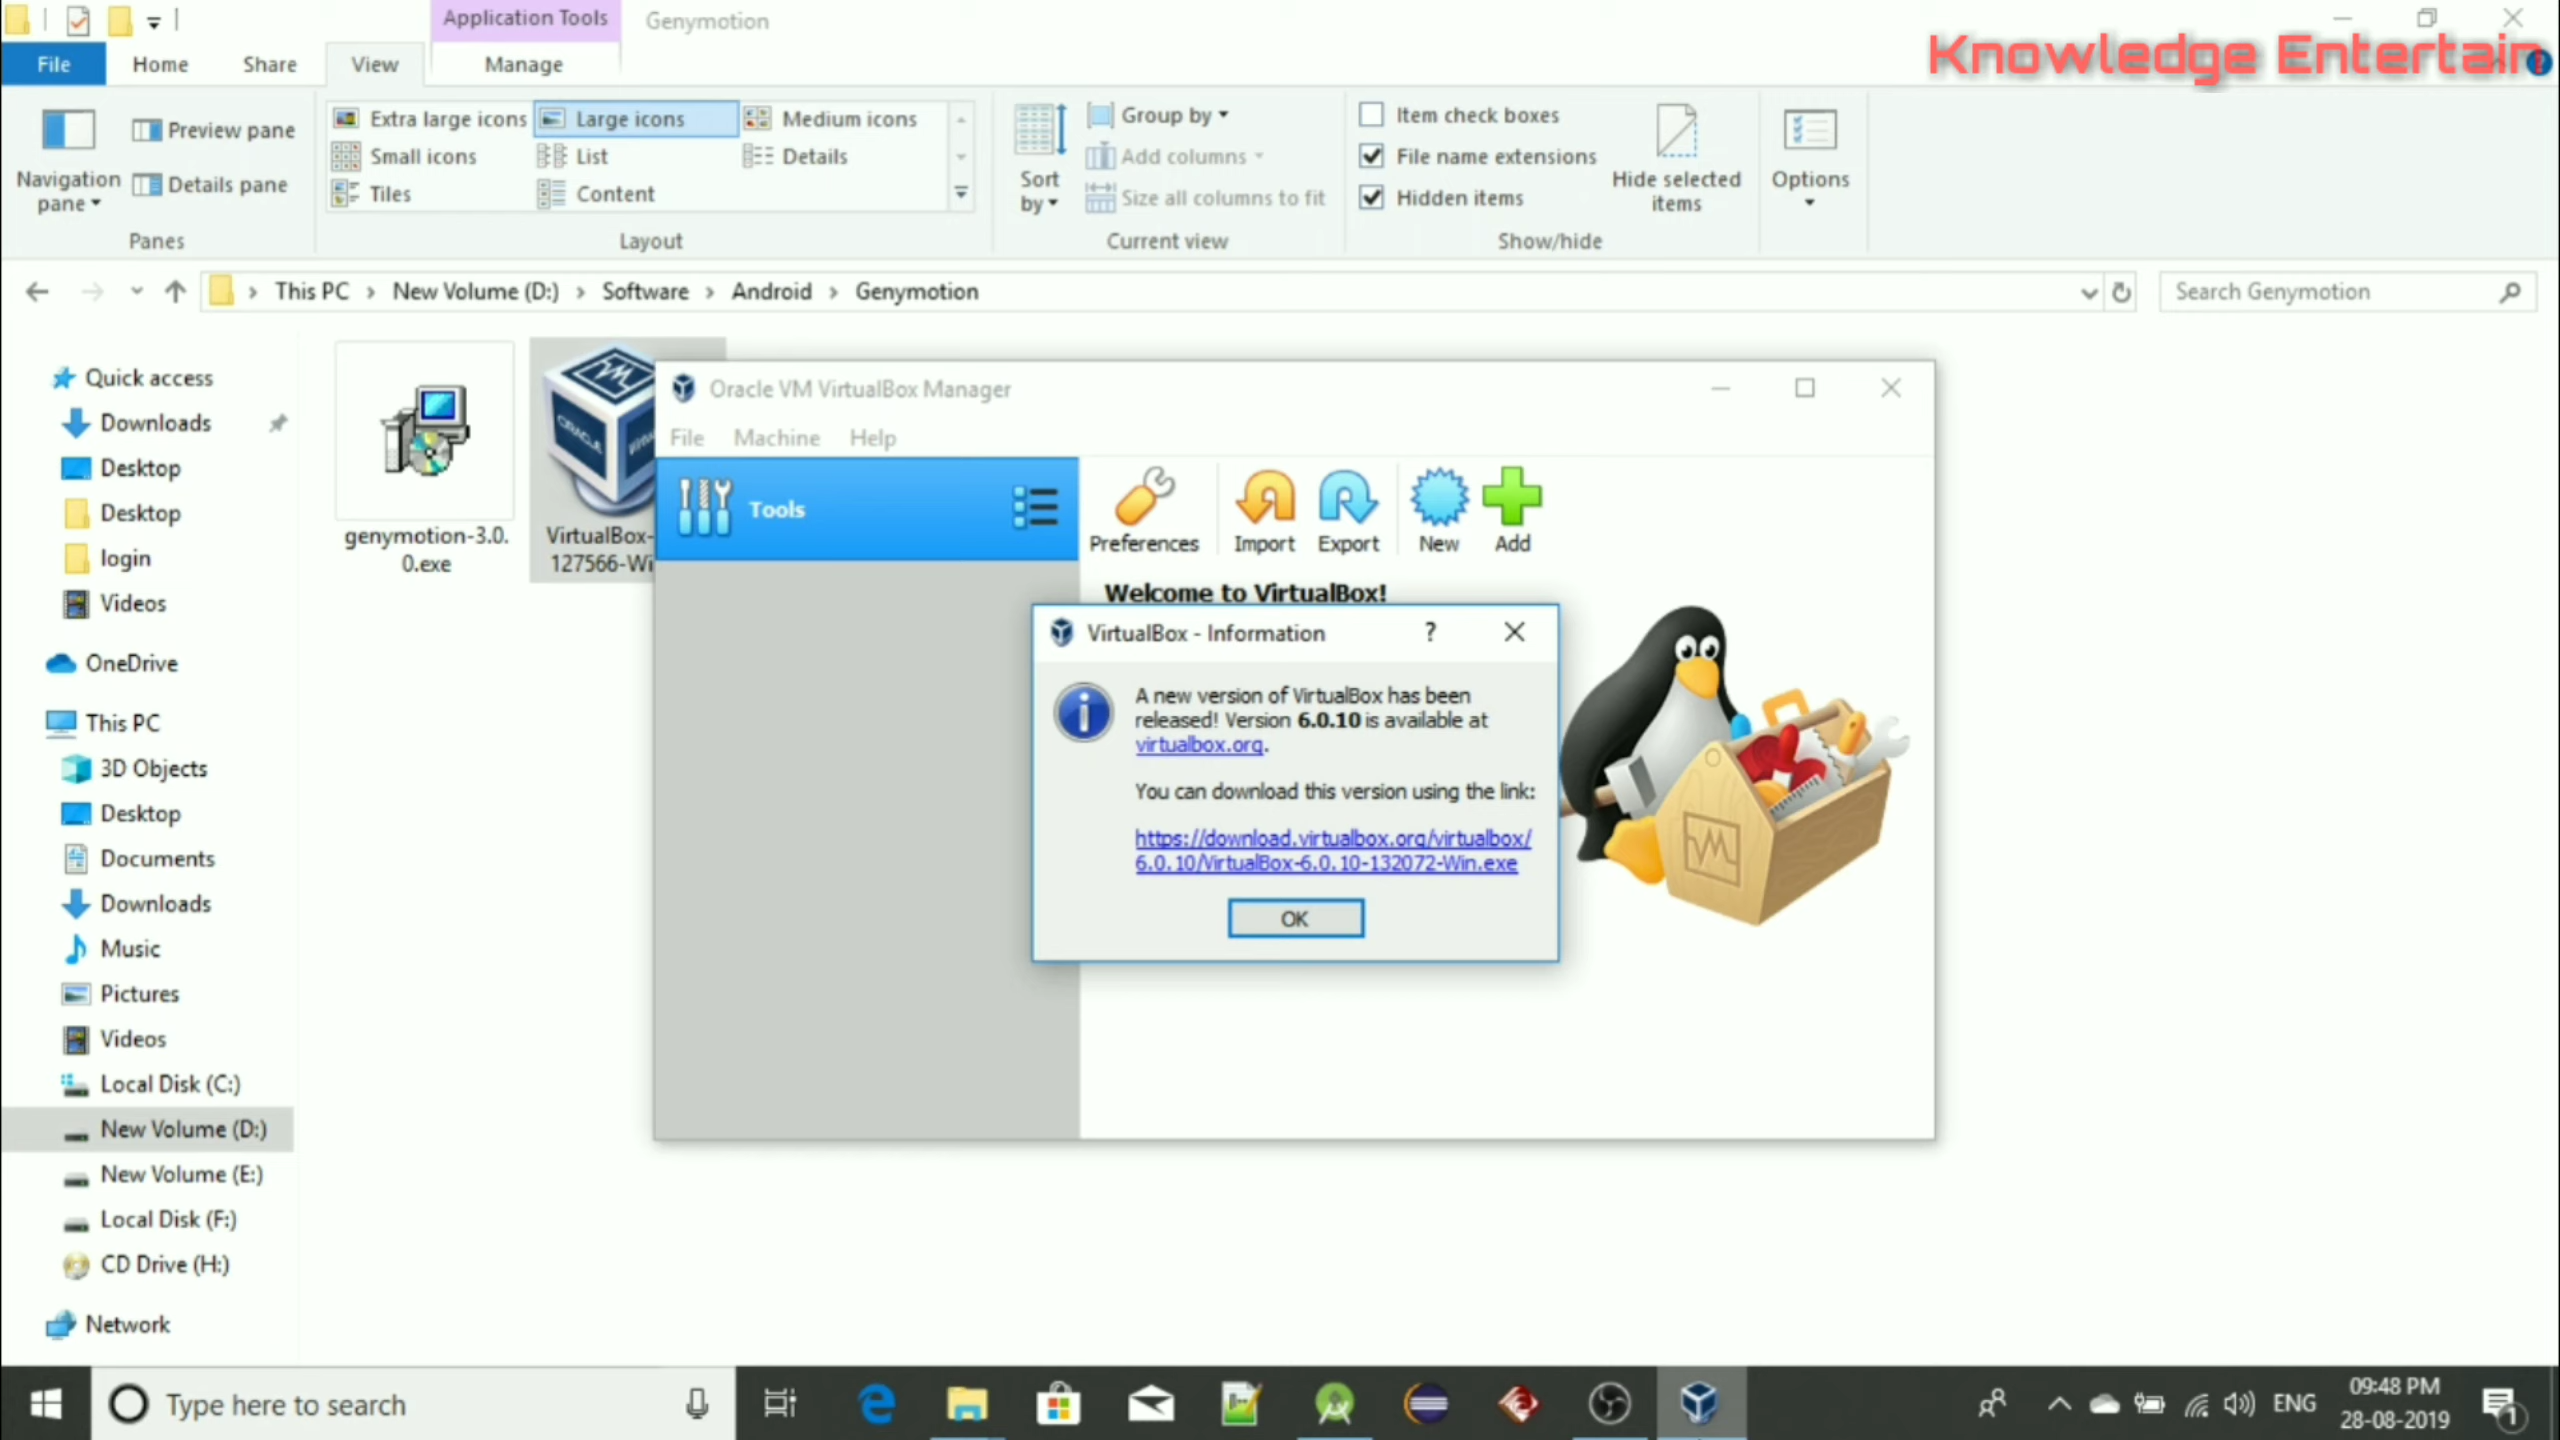 Application Tools
Genymotion
Knowledge Entertain
File
Home
Share
View
Manage
Navigation pane
Preview pane
Details pane
Panes
Extra large icons
Large icons
Medium icons
Small icons
List
Details
Tiles
Content
Layout
Sort by
Group by
Add columns
Size all columns to fit
Current view
Item check boxes
File name extensions
Hidden items
Hide selected items
Show/hide
Options
This PC
New Volume (D:)
Software
Android
Genymotion
Search Genymotion
Quick access
Downloads
Desktop
Desktop
login
Videos
OneDrive
This PC
3D Objects
Desktop
Documents
Downloads
Music
Pictures
Videos
Local Disk (C:)
New Volume (D:)
New Volume (E:)
Local Disk (F:)
CD Drive (H:)
Network
genymotion-3.0.
0.exe
ORACLE
VirtualBox-
127566-Wi
Oracle VM VirtualBox Manager
File
Machine
Help
Tools
Preferences
Import
Export
New
Add
Welcome to VirtualBox!
VirtualBox - Information
?
A new version of VirtualBox has been
released! Version 6.0.10 is available at
virtualbox.org.
You can download this version using the link:
https://download.virtualbox.org/virtualbox/
6.0.10/VirtualBox-6.0.10-132072-Win.exe
OK
Type here to search
ENG
09:48 PM
28-08-2019
1